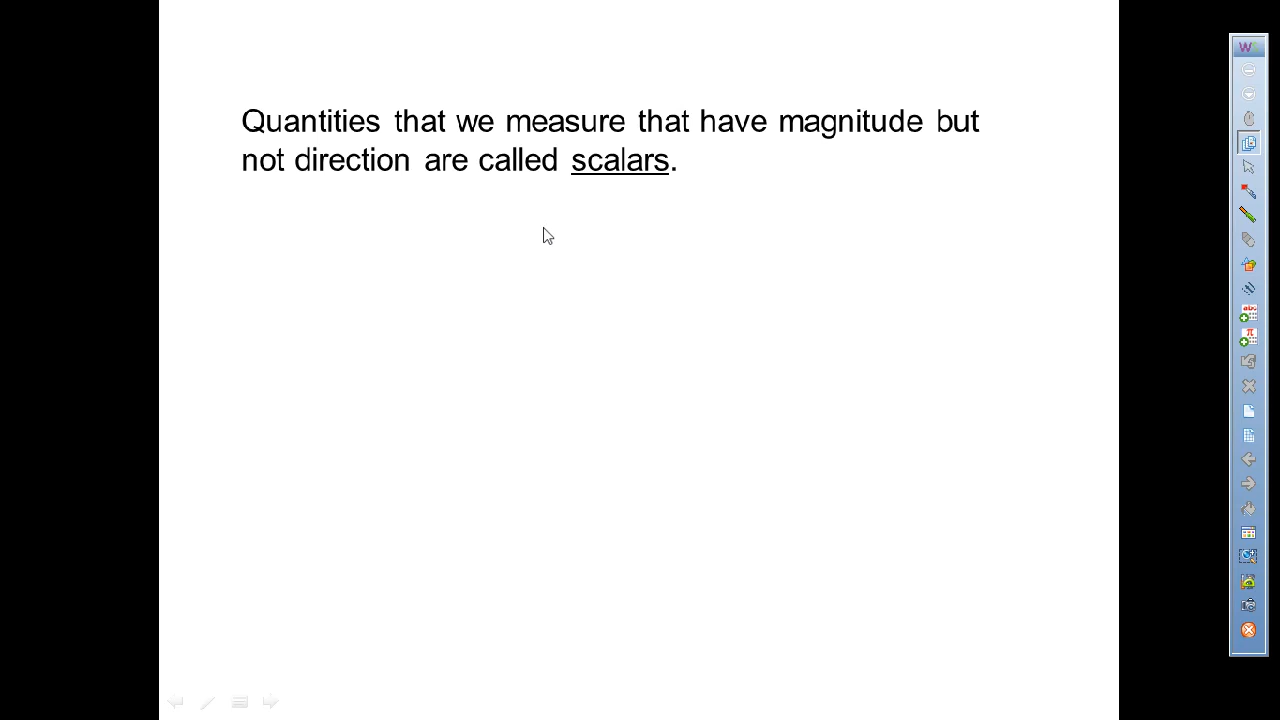 Quantities that we measure that have magnitude but
not direction are called scalars.